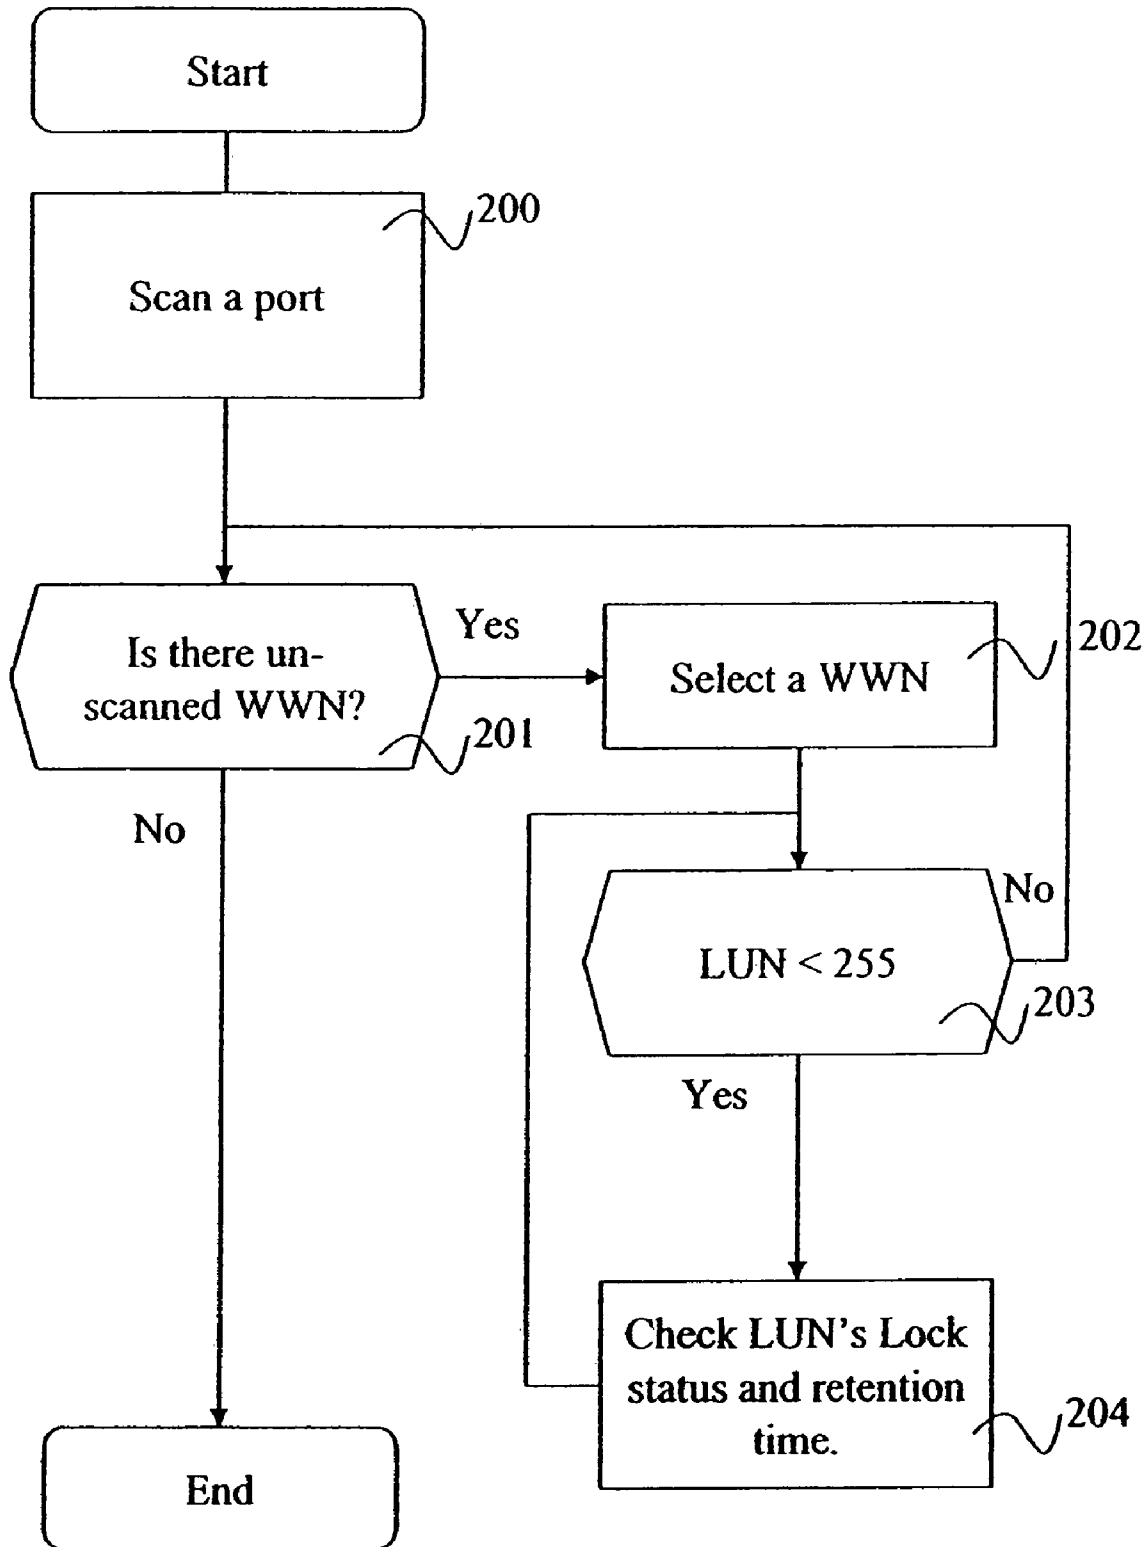 Start
200
Scan a port
Yes
Is there un-
scanned WWN?
201
202
Select a WWN
No
No
LUN < 255
203
Yes
Check LUN's Lock
status and retention
time.
204
End